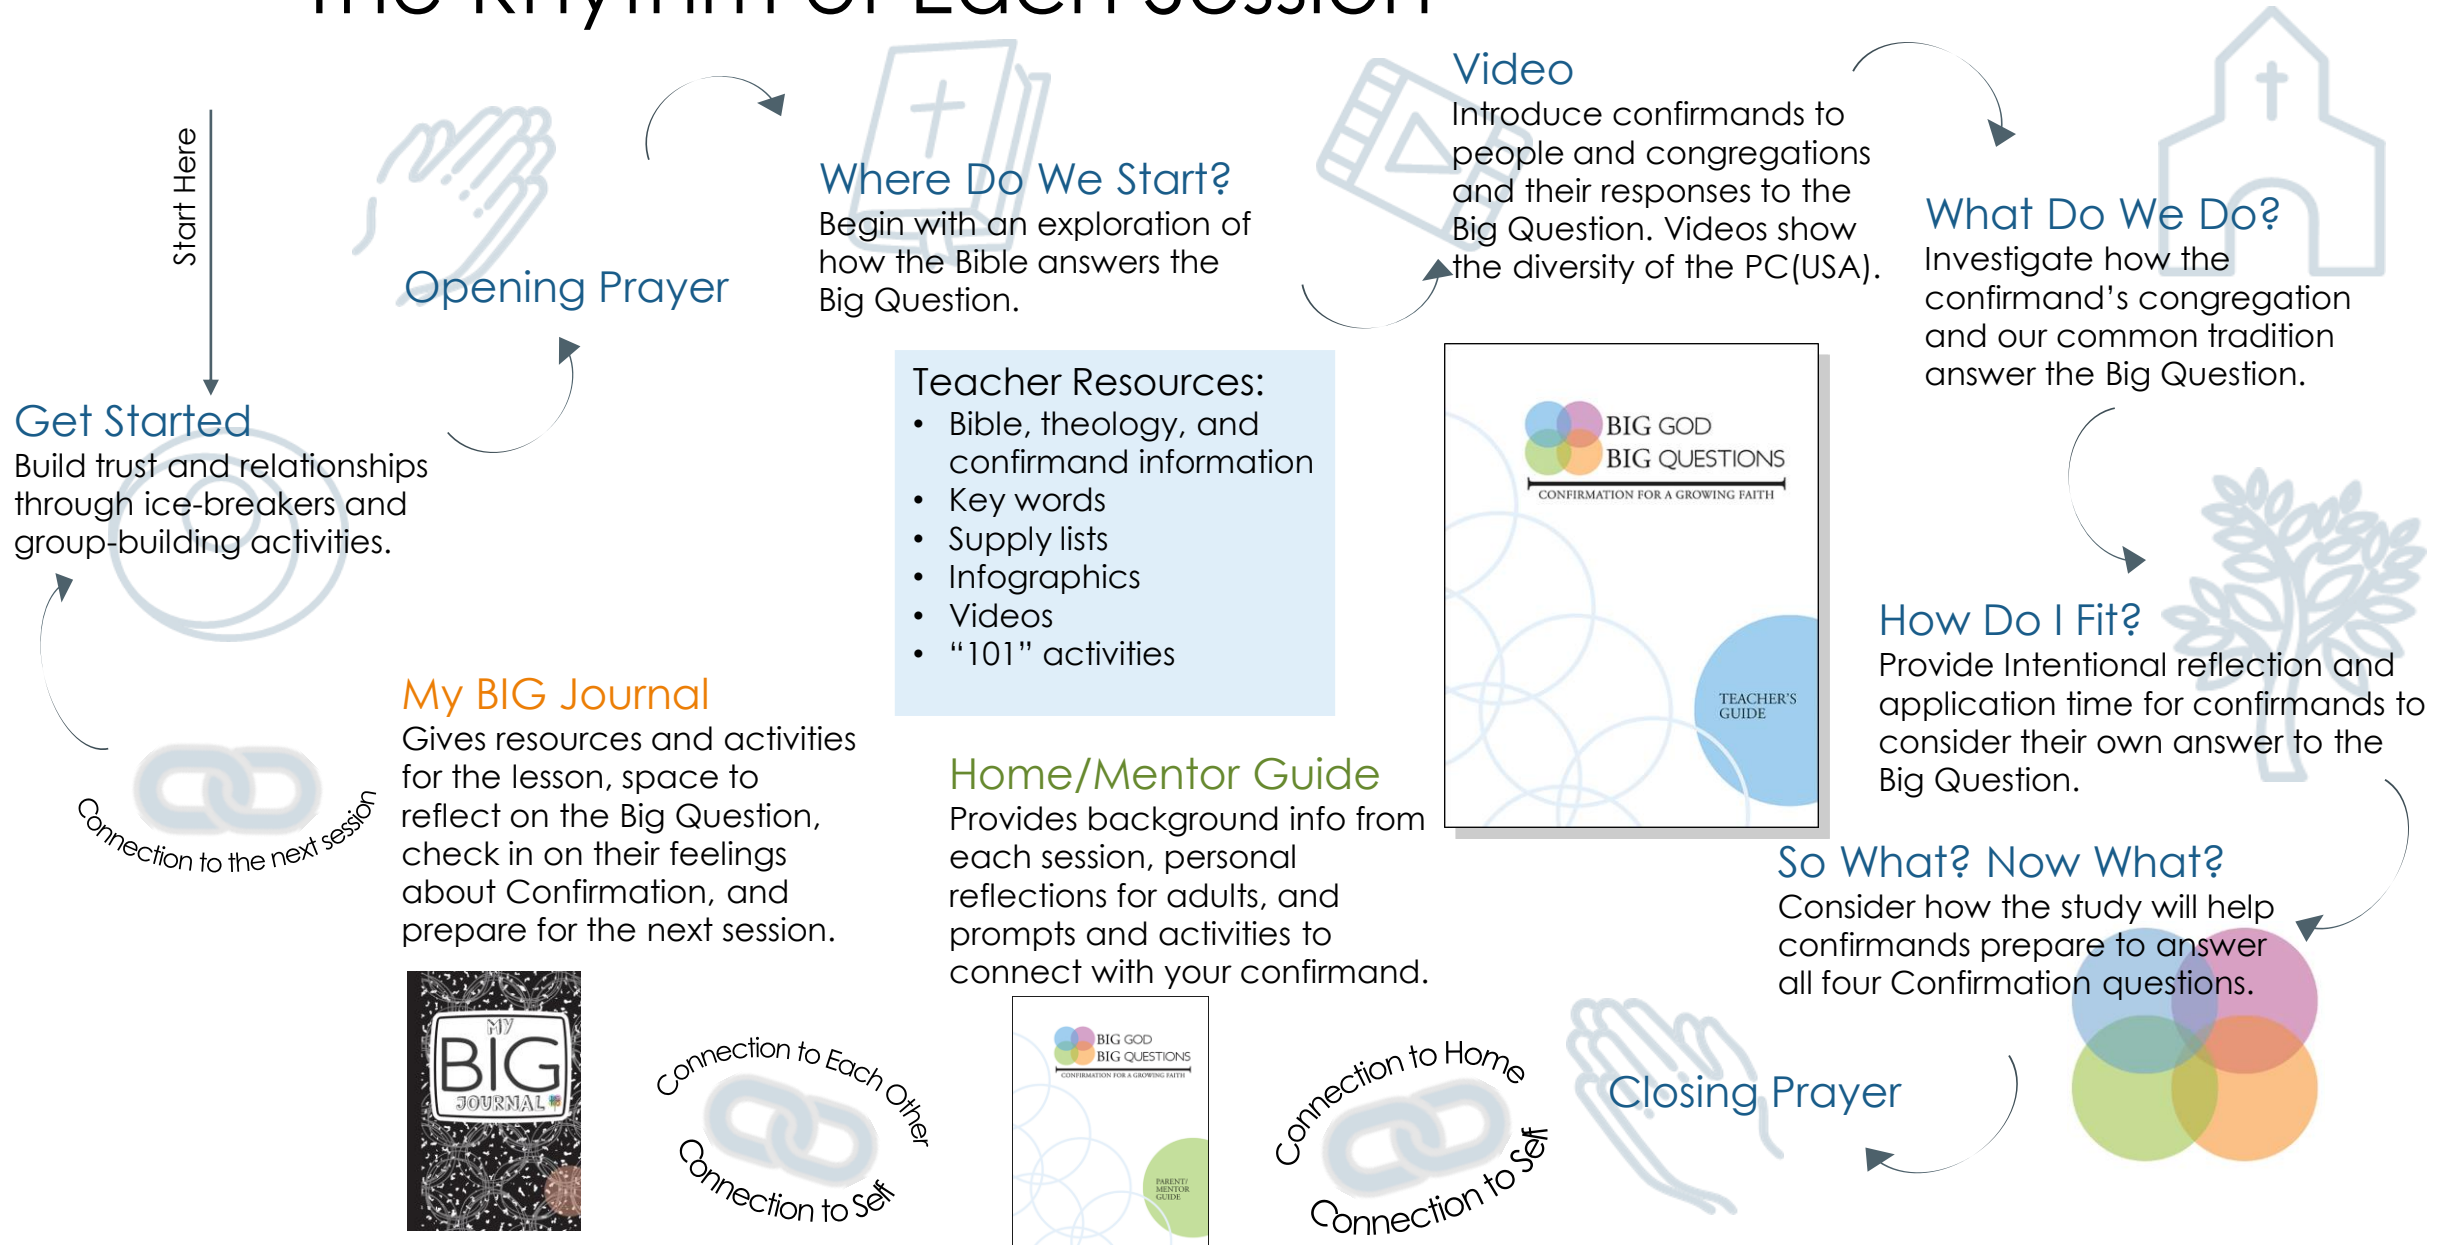 The Rhythm of Each Session
Start Here
Get Started
Build trust and relationships
through ice-breakers and
group-building activities.
Opening Prayer
Where Do We Start?
Begin with an exploration of
how the Bible answers the
Big Question.
Video
Introduce confirmands to
people and congregations
and their responses to the
Big Question. Videos show
the diversity of the PC(USA).
What Do We Do?
Investigate how the
confirmand’s congregation
and our common tradition
answer the Big Question.
How Do I Fit?
Provide Intentional reflection and
application time for confirmands to
consider their own answer to the
Big Question.
So What? Now What?
Consider how the study will help
confirmands prepare to answer
all four Confirmation questions.
Closing Prayer
Teacher Resources:
• Bible, theology, and
confirmand information
• Key words
• Supply lists
• Infographics
• Videos
• “101” activities
BIG GOD
BIG QUESTIONS
CONFIRMATION FOR A GROWING FAITH
TEACHER'S
GUIDE
Home/Mentor Guide
Provides background info from
each session, personal
reflections for adults, and
prompts and activities to
connect with your confirmand.
BIG GOD
BIG QUESTIONS
CONFIRMATION FOR A GROWING FAITH
PARENT/
MENTOR
GUIDE
Connection to Home
Connection to Self
My BIG Journal
Gives resources and activities
for the lesson, space to
reflect on the Big Question,
check in on their feelings
about Confirmation, and
prepare for the next session.
MY
BIG
JOURNAL
Connection to Each Other
Connection to Self
Connection to the next session